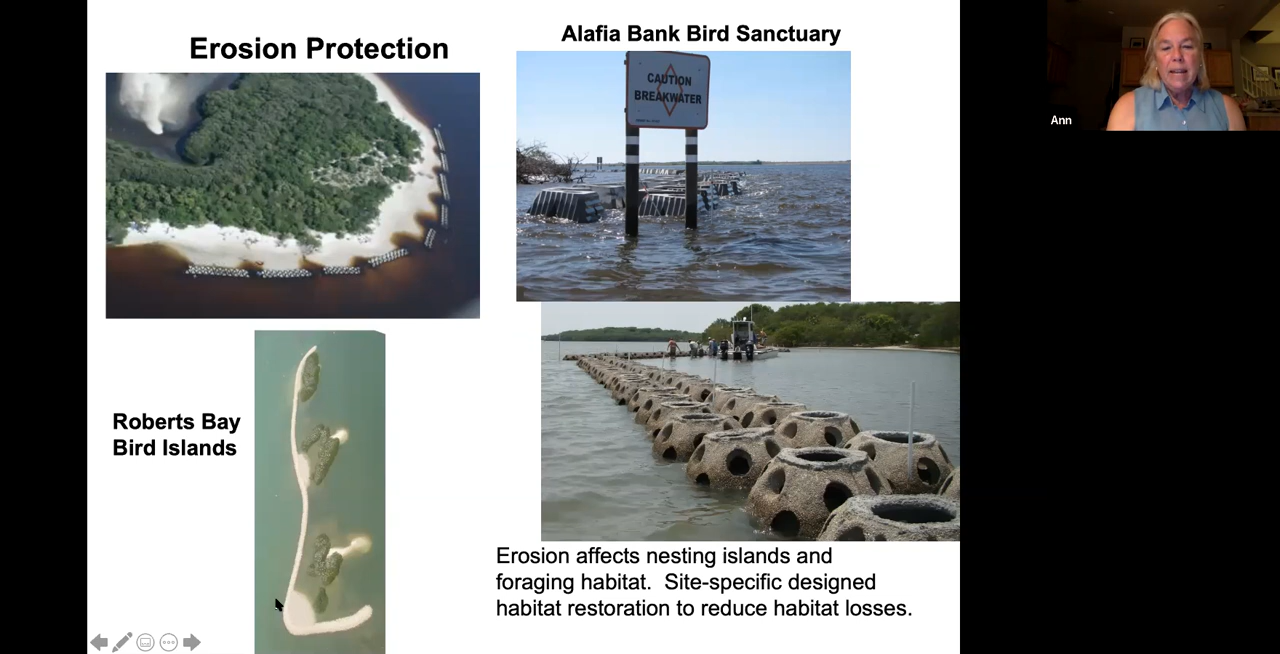 Erosion Protection
Alafia Bank Bird Sanctuary
CAUTION
BREAKWATER
Ann
Roberts Bay
Bird Islands
Erosion affects nesting islands and
foraging habitat. Site-specific designed
habitat restoration to reduce habitat losses.